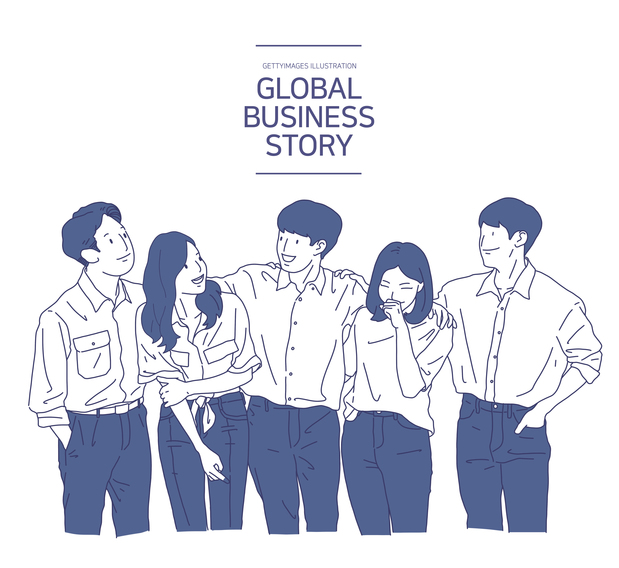 GETTYIMAGES ILLUSTRATION
GLOBAL
BUSINESS
STORY